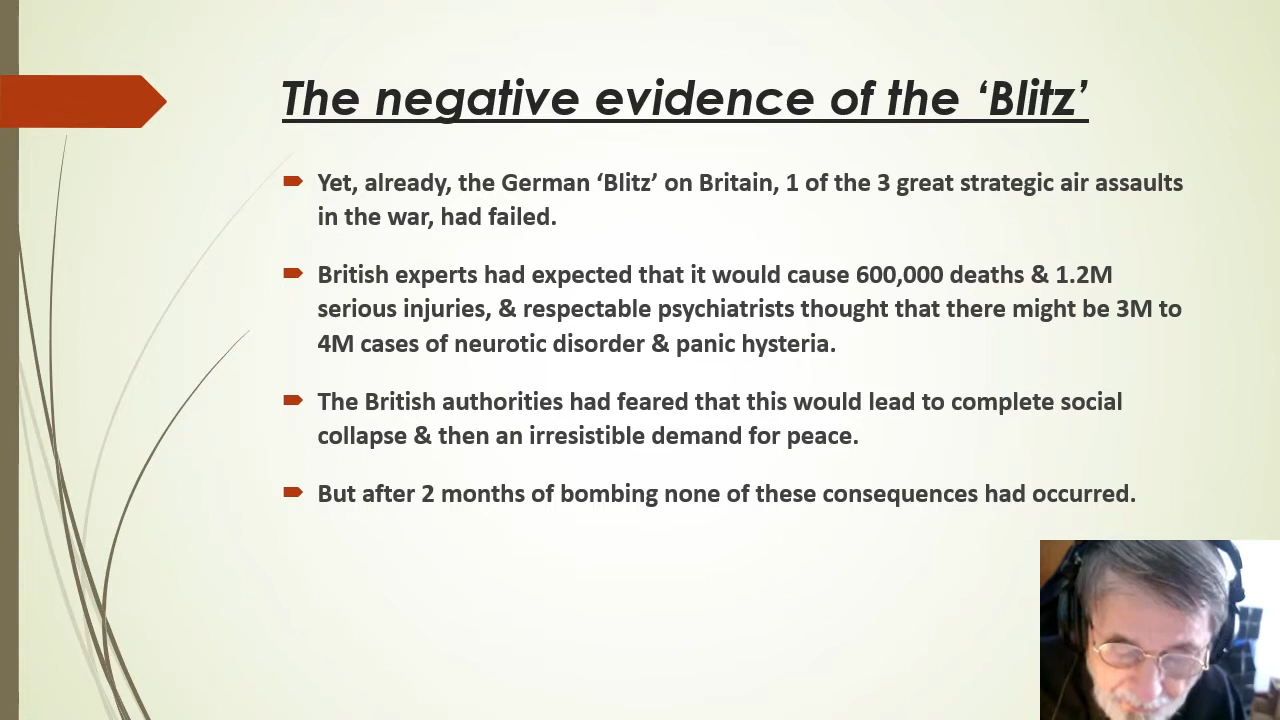 The negative evidence of the ‘Blitz’
Yet, already, the German ‘Blitz’ on Britain, 1 of the 3 great strategic air assaults
in the war, had failed.
British experts had expected that it would cause 600,000 deaths & 1.2M
serious injuries, & respectable psychiatrists thought that there might be 3M to
4M cases of neurotic disorder & panic hysteria.
The British authorities had feared that this would lead to complete social
collapse & then an irresistible demand for peace.
But after 2 months of bombing none of these consequences had occurred.